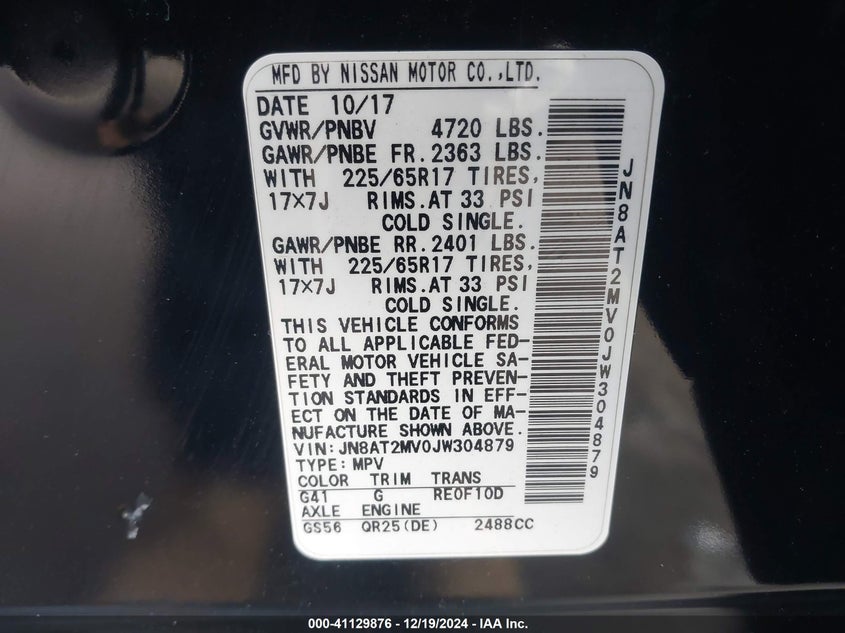 MFD BY NISSAN MOTOR CO.,LTD.
DATE 10/17
GVWR/PNBV 4720 LBS.
GAWR/PNBE FR. 2363 LBS.
WITH 225/65R17 TIRES,
17X7J RIMS.AT 33 PSI
COLD SINGLE.
GAWR/PNBE RR. 2401 LBS.
WITH 225/65R17 TIRES,
17X7J RIMS.AT 33 PSI
COLD SINGLE.
THIS VEHICLE CONFORMS
TO ALL APPLICABLE FED-
ERAL MOTOR VEHICLE SA-
FETY AND THEFT PREVEN-
TION STANDARDS IN EFF-
ECT ON THE DATE OF MA-
NUFACTURE SHOWN ABOVE.
VIN:JN8AT2MV0JW304879
TYPE:MPV
COLOR TRIM TRANS
G41 G RE0F10D
AXLE ENGINE
GS56 QR25(DE) 2488CC
JN8AT2MV0JW304879
000-41129876 - 12/19/2024 - IAA Inc.